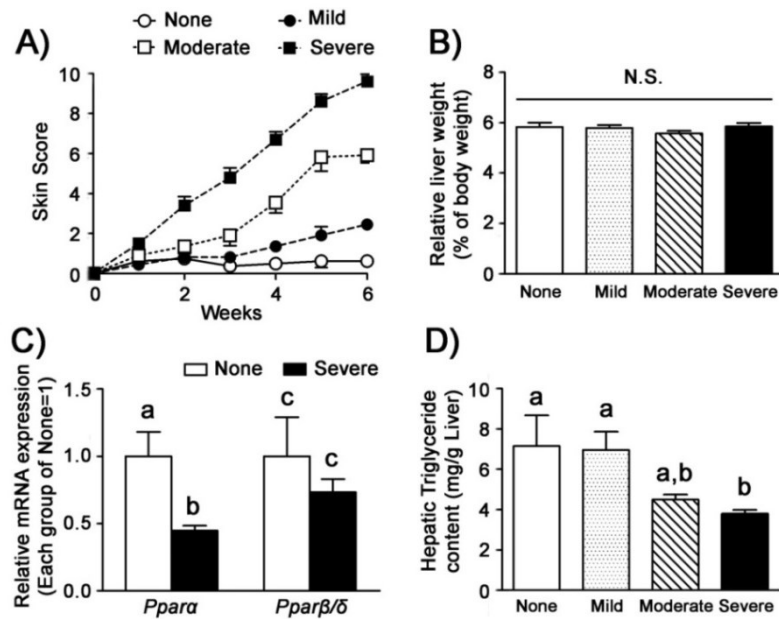 A)
None
Mild
Moderate
Severe
Skin Score
10
8
6
4
2
0
0
2
4
6
Weeks
B)
N.S.
Relative liver weight
(% of body weight)
8
6
4
2
0
None
Mild
Moderate
Severe
C)
None
Severe
Relative mRNA expression
(Each group of None=1)
1.5
1.0
0.5
0.0
a
b
c
c
Pparα
Pparβ/δ
D)
Hepatic Triglyceride
content (mg/g Liver)
10
8
6
4
2
0
a
a
a,b
b
None
Mild
Moderate
Severe